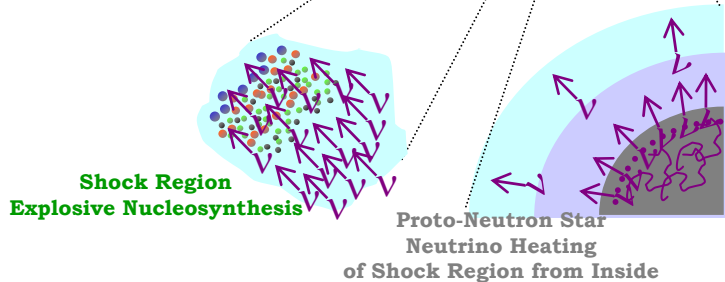 Shock Region
Explosive Nucleosynthesis
Proto-Neutron Star
Neutrino Heating
of Shock Region from Inside